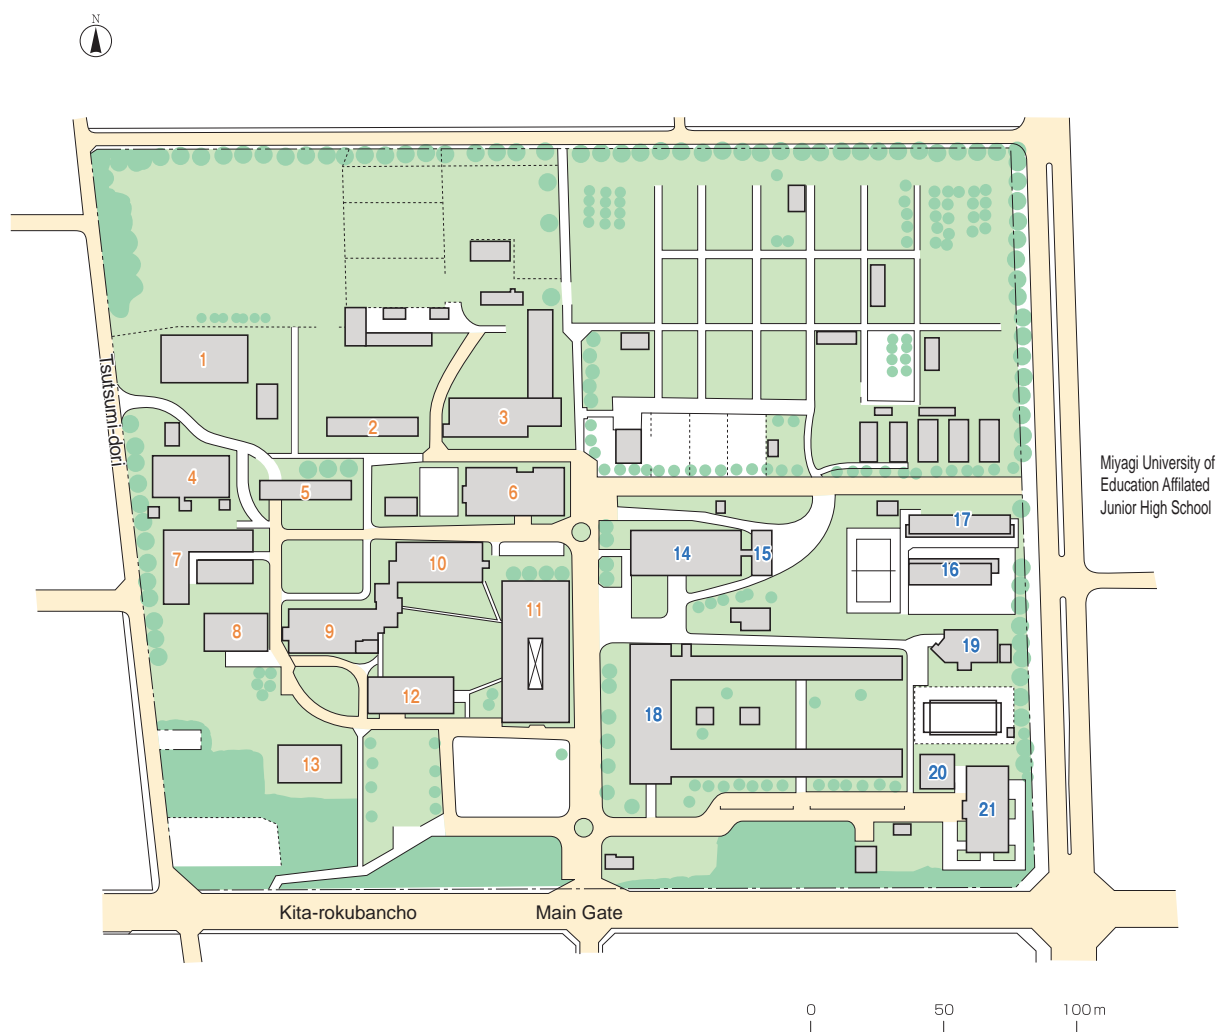 N
1
2
3
4
5
6
7
8
9
10
11
12
13
14
15
16
17
18
19
20
21
Tsutsumi-dori
Miyagi University of
Education Affilated
Junior High School
Kita-rokubancho
Main Gate
0 50 100m